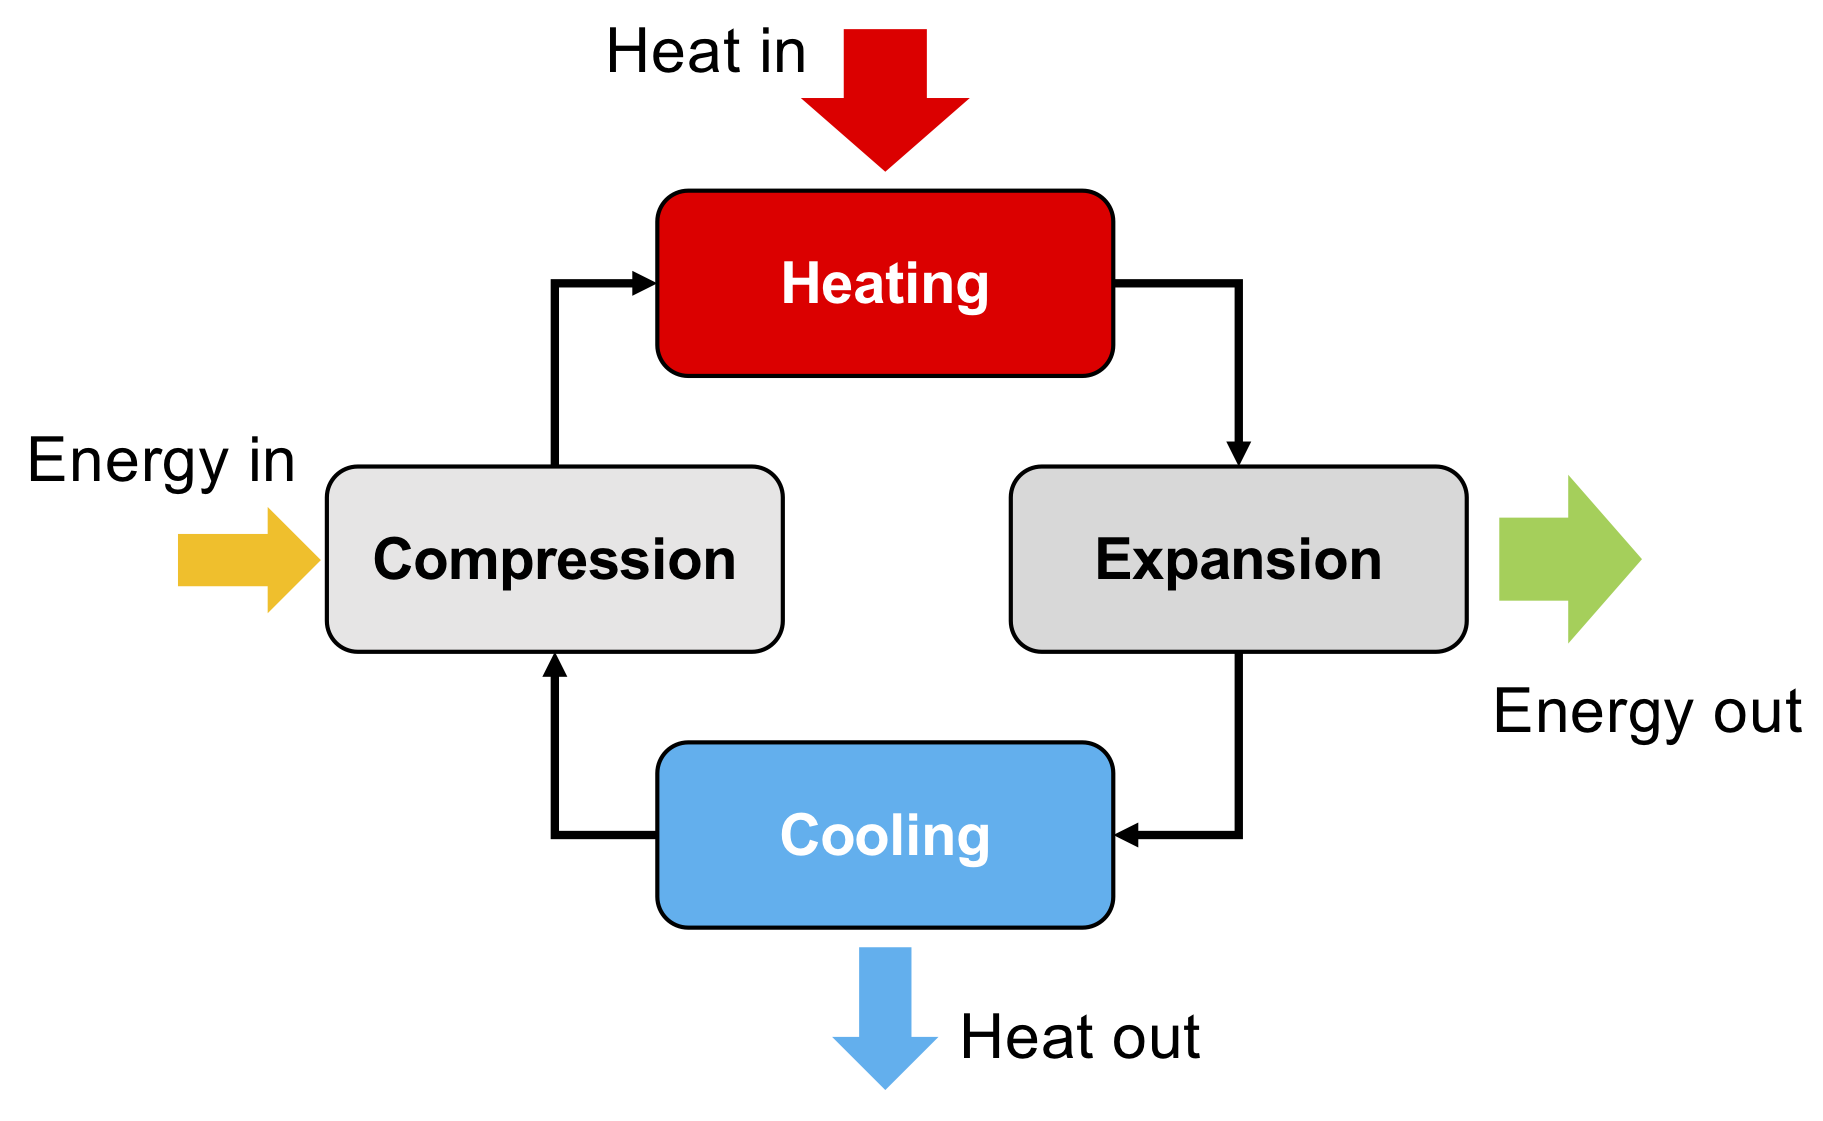 Heat in
Heating
Energy in
Compression
Expansion
Energy out
Cooling
Heat out